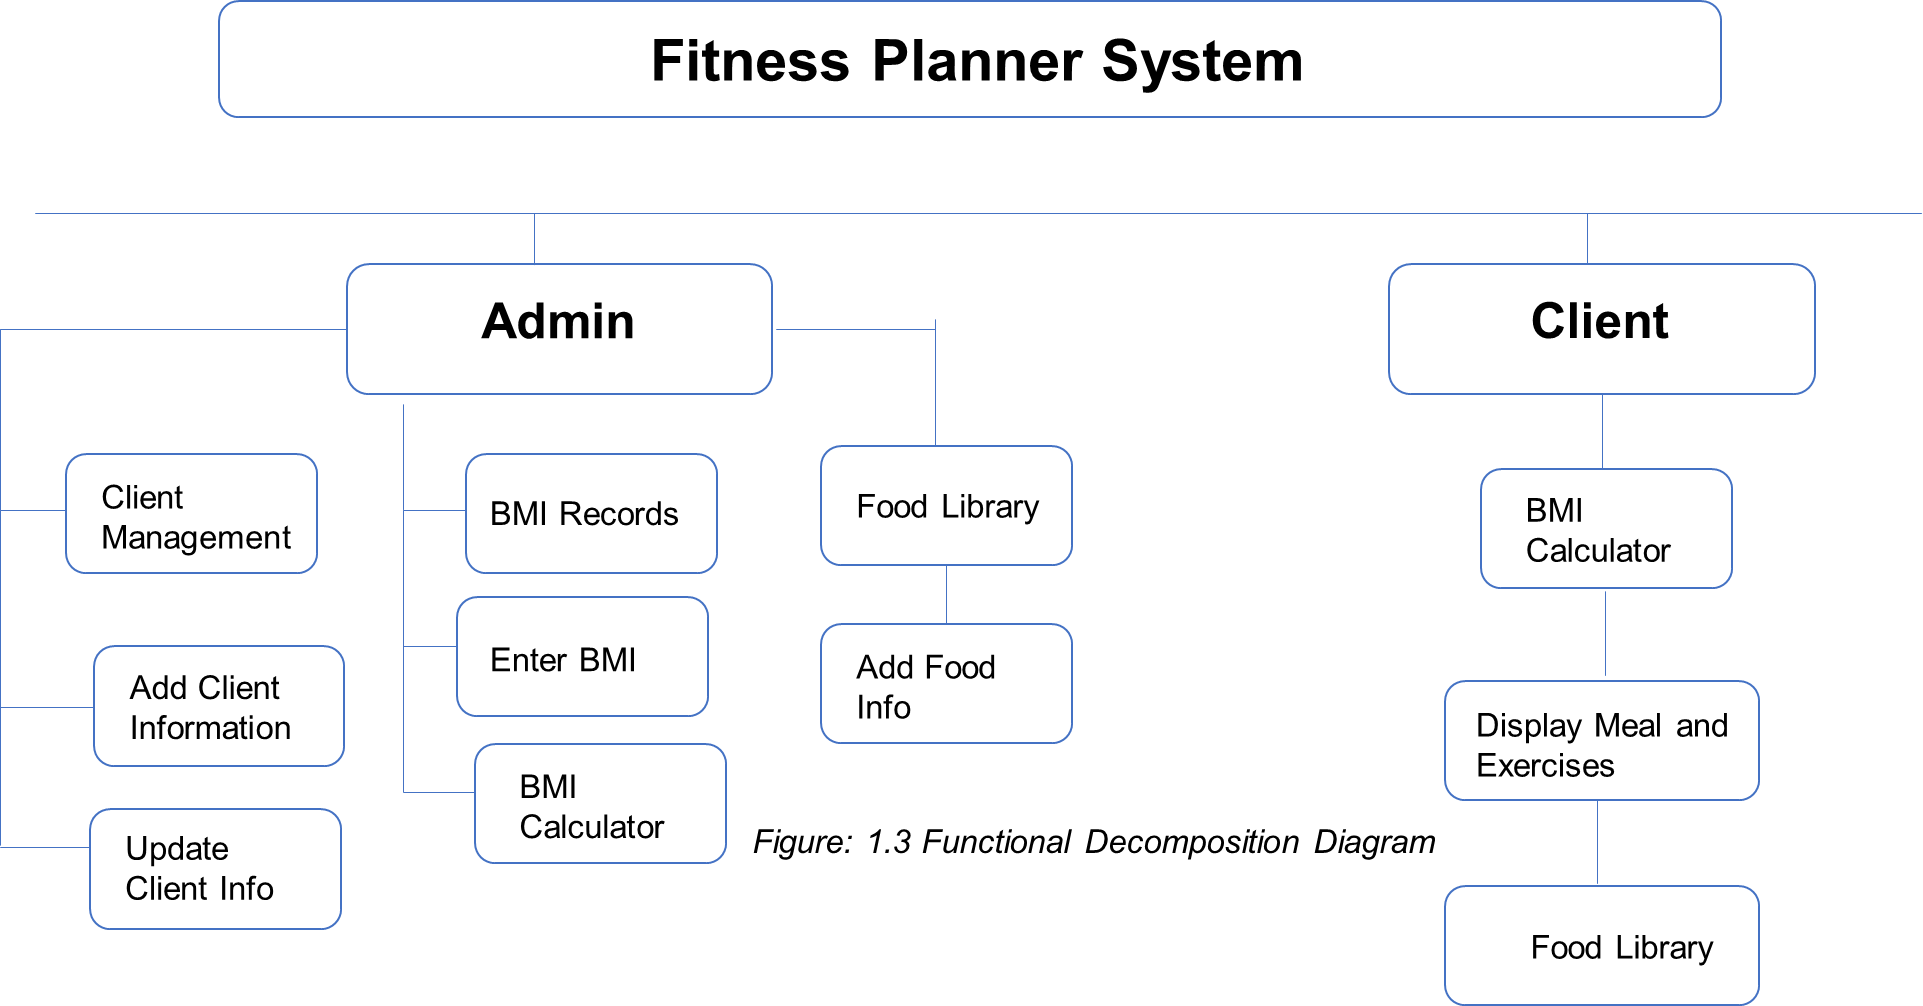 Fitness Planner System
Admin
Client
Client
Management
BMI Records
Food Library
BMI
Calculator
Add Client
Information
Enter BMI
Add Food
Info
Display Meal and
Exercises
Update
Client Info
BMI
Calculator
Figure: 1.3 Functional Decomposition Diagram
Food Library